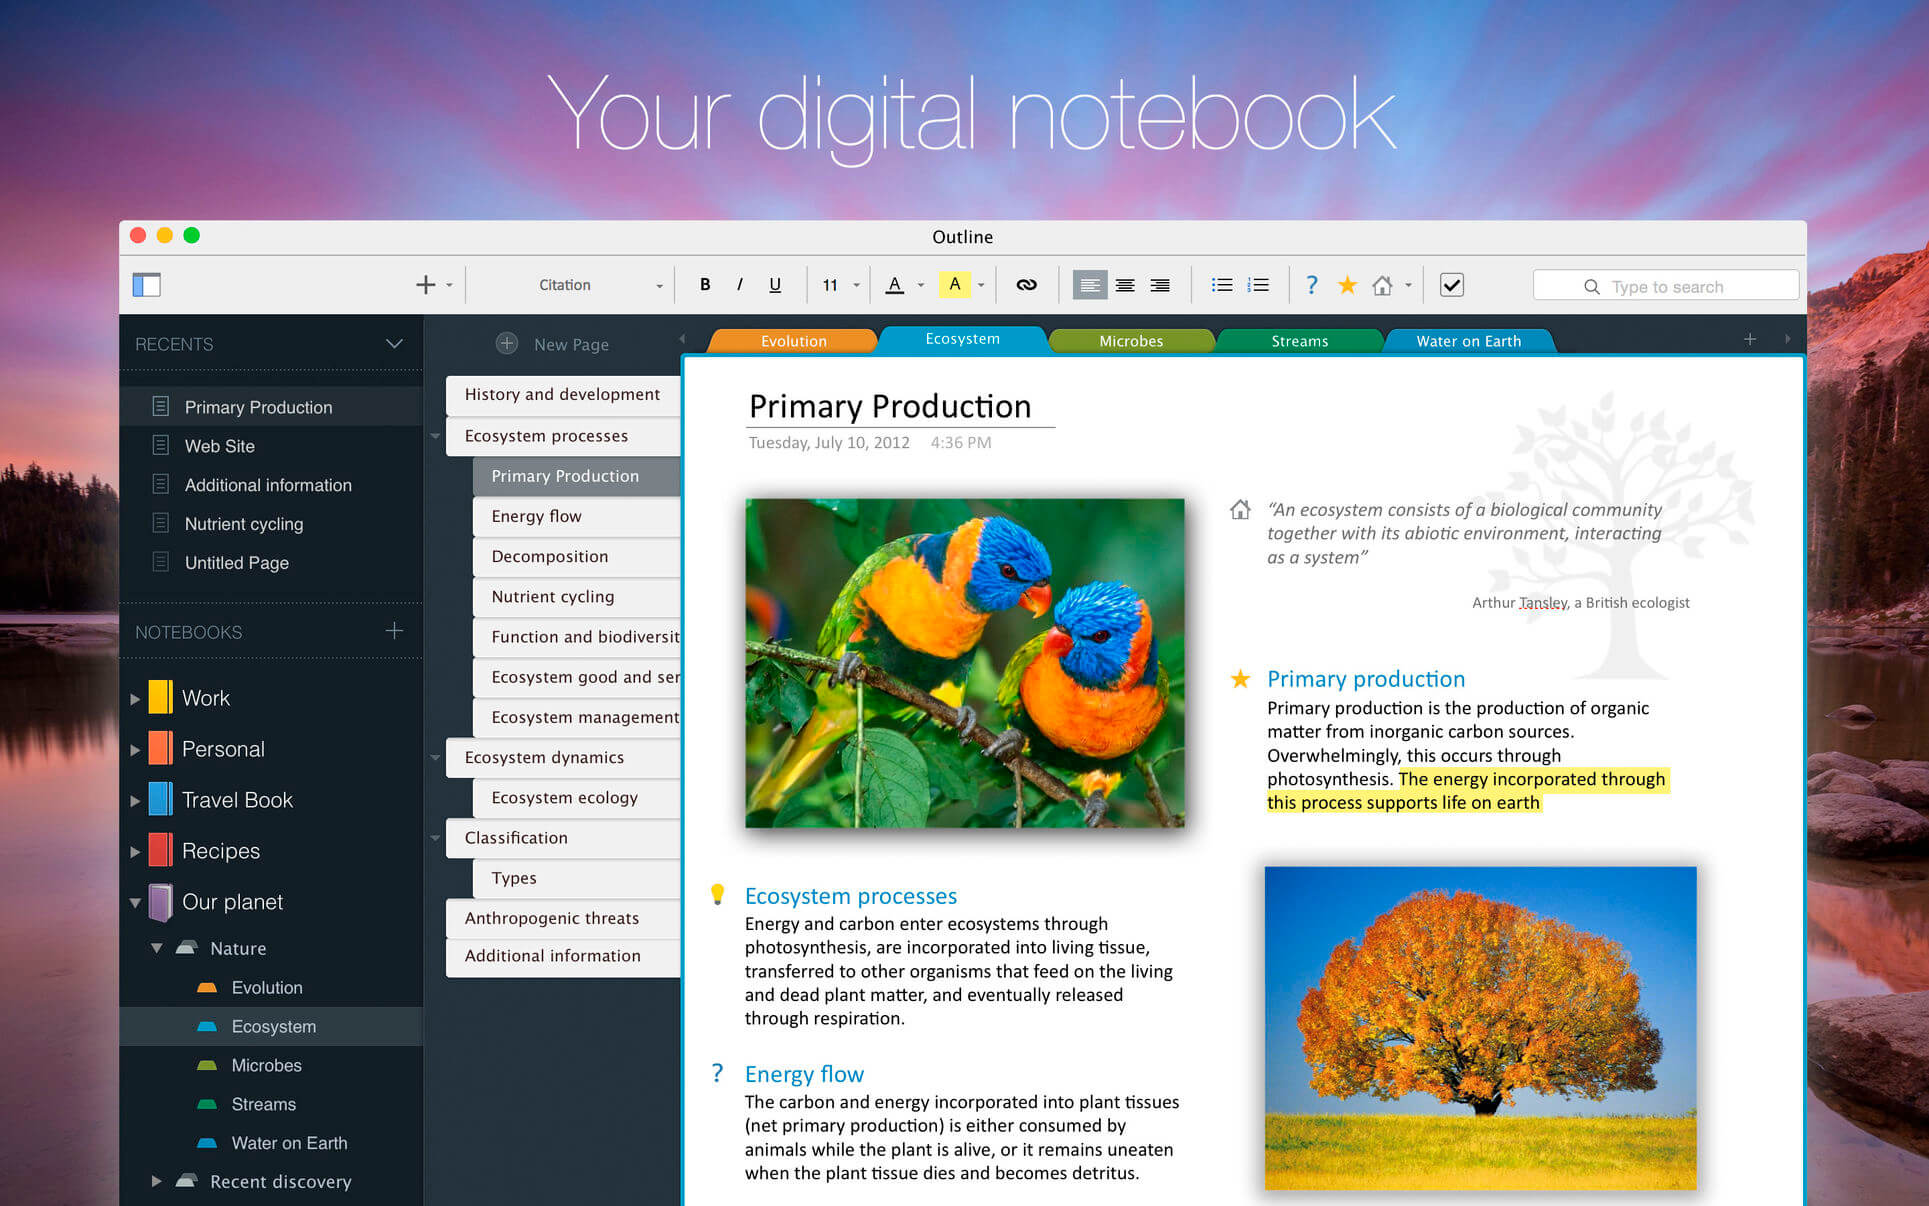 Your digital notebook
Outline
Citation
B I U
11
A
A
?
Type to search
RECENTS
Primary Production
Web Site
Additional information
Nutrient cycling
Untitled Page
NOTEBOOKS
Work
Personal
Travel Book
Recipes
Our planet
Nature
Evolution
Ecosystem
Microbes
Streams
Water on Earth
Recent discovery
New Page
History and development
Ecosystem processes
Primary Production
Energy flow
Decomposition
Nutrient cycling
Function and biodiversit
Ecosystem good and ser
Ecosystem management
Ecosystem dynamics
Ecosystem ecology
Classification
Types
Anthropogenic threats
Additional information
Evolution
Ecosystem
Microbes
Streams
Water on Earth
Primary Production
Tuesday, July 10, 2012 4:36 PM
“An ecosystem consists of a biological community
together with its abiotic environment, interacting
as a system”
Arthur Tansley, a British ecologist
Primary production
Primary production is the production of organic
matter from inorganic carbon sources.
Overwhelmingly, this occurs through
photosynthesis. The energy incorporated through
this process supports life on earth
Ecosystem processes
Energy and carbon enter ecosystems through
photosynthesis, are incorporated into living tissue,
transferred to other organisms that feed on the living
and dead plant matter, and eventually released
through respiration.
?
Energy flow
The carbon and energy incorporated into plant tissues
(net primary production) is either consumed by
animals while the plant is alive, or it remains uneaten
when the plant tissue dies and becomes detritus.